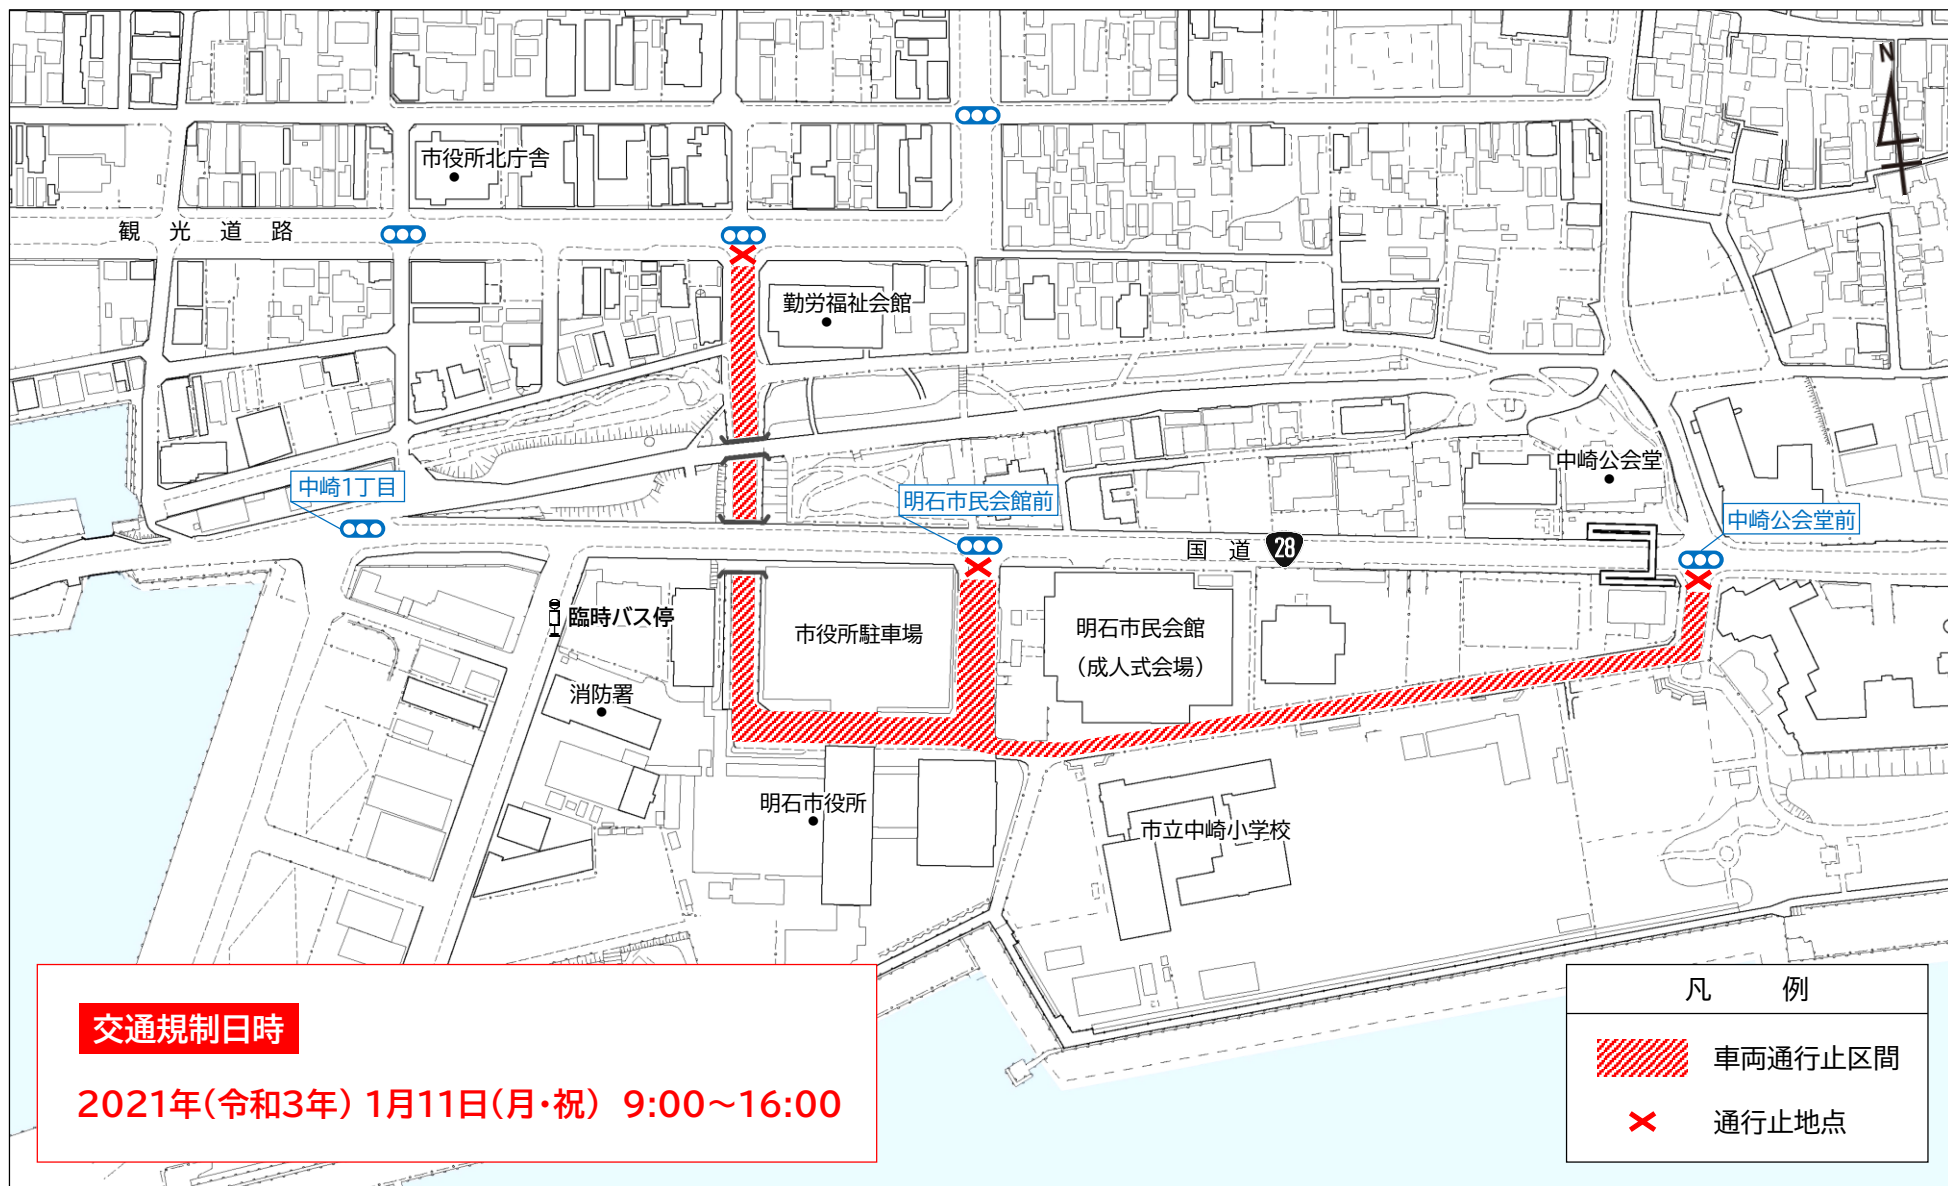 N
市役所北庁舎
観光道路
勤労福祉会館
中崎公会堂
中崎1丁目
明石市民会館前
中崎公会堂前
国道 28
臨時バス停
市役所駐車場
明石市民会館
(成人式会場)
消防署
明石市役所
市立中崎小学校
交通規制日時
2021年(令和3年) 1月11日(月・祝) 9:00~16:00
凡 例
車両通行止区間
通行止地点